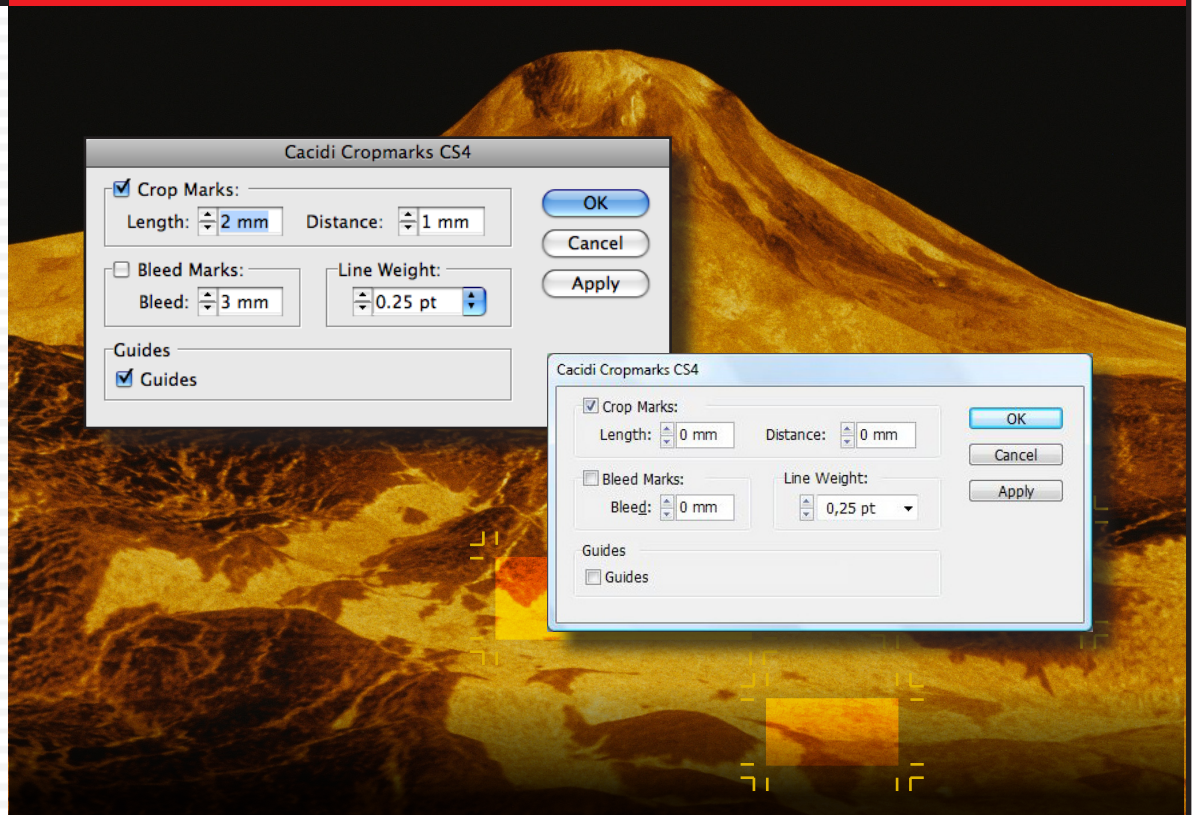 Cacidi Cropmarks CS4
Crop Marks:
Length: 2 mm Distance: 1 mm
Bleed Marks:
Bleed: 3 mm
Line Weight:
0.25 pt
Guides
Guides
OK
Cancel
Apply
Cacidi Cropmarks CS4
Crop Marks:
Length: 0 mm Distance: 0 mm
Bleed Marks:
Bleed: 0 mm
Line Weight:
0,25 pt
Guides
Guides
OK
Cancel
Apply